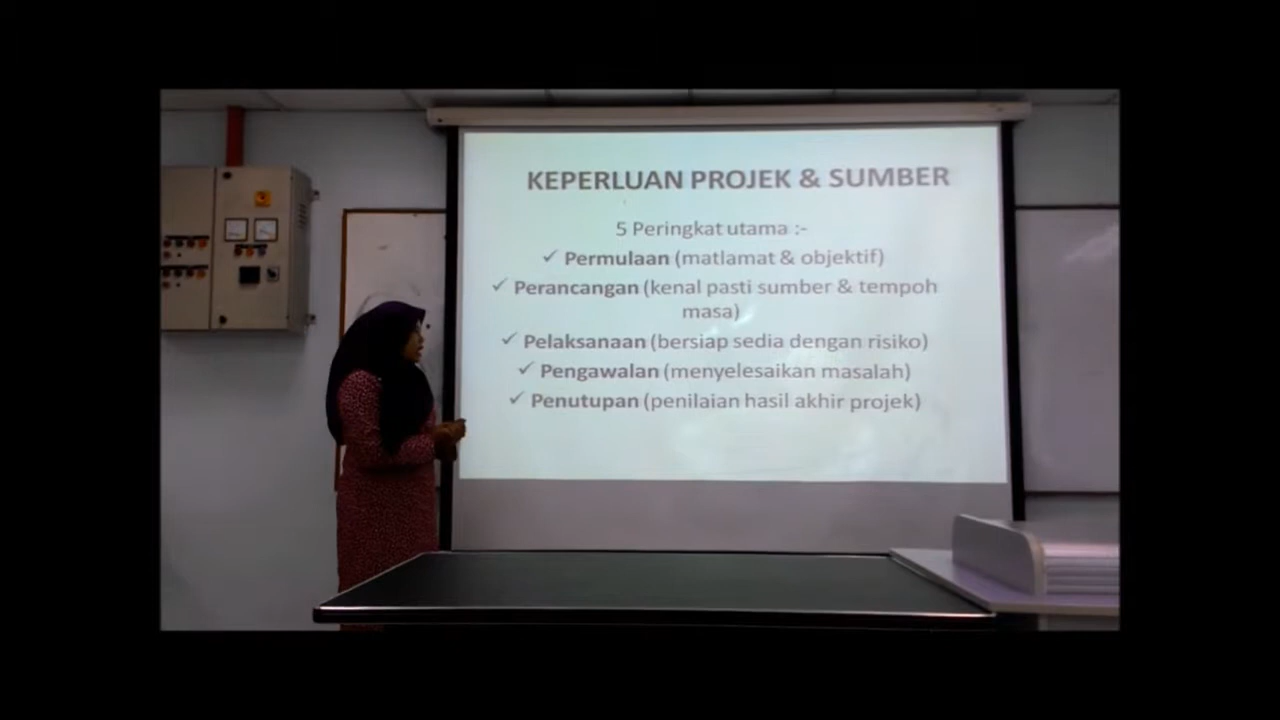 KEPERLUAN PROJEK & SUMBER
5 Peringkat utama :-
✓ Permulaan (matlamat & objektif)
✓ Perancangan (kenal pasti sumber & tempoh
masa)
✓ Pelaksanaan (bersiap sedia dengan risiko)
✓ Pengawalan (menyelesaikan masalah)
✓ Penutupan (penilaian hasil akhir projek)